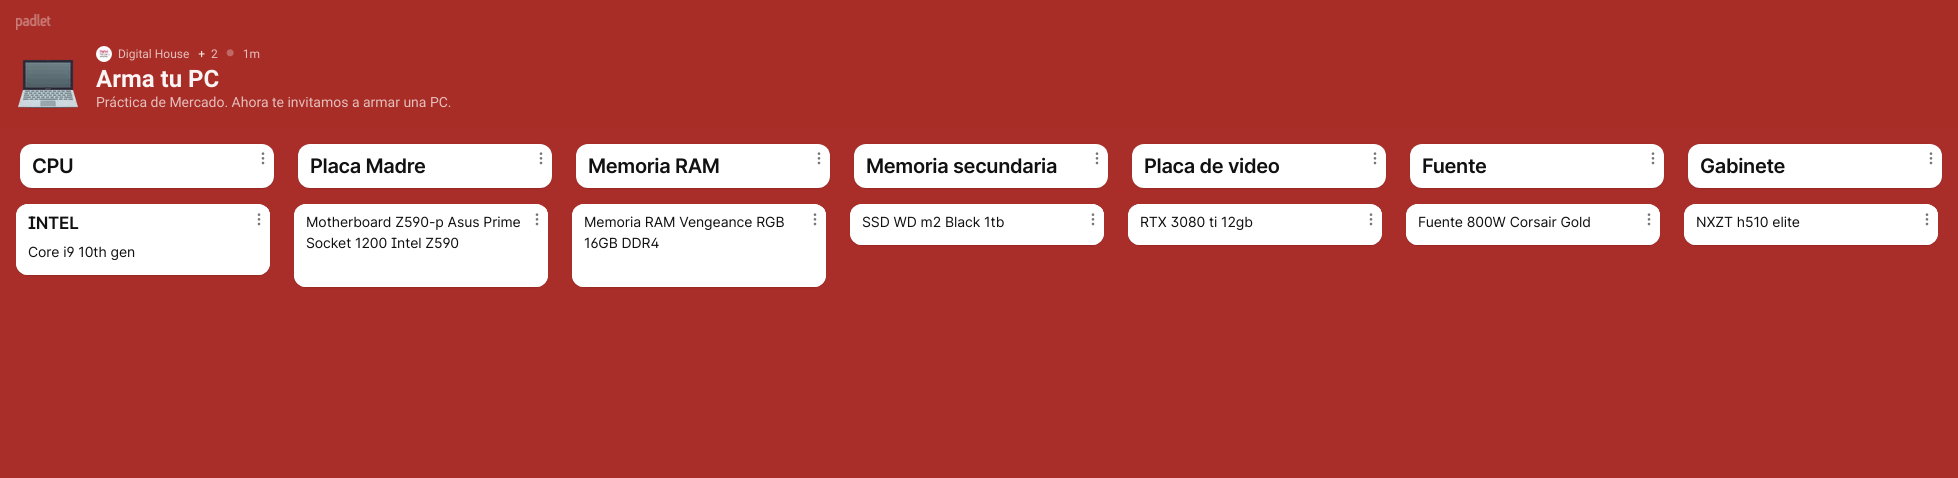 padlet
Digital House + 2 1m
Arma tu PC
Práctica de Mercado. Ahora te invitamos a armar una PC.
CPU
INTEL
Core i9 10th gen
Placa Madre
Motherboard Z590-p Asus Prime
Socket 1200 Intel Z590
Memoria RAM
Memoria RAM Vengeance RGB
16GB DDR4
Memoria secundaria
SSD WD m2 Black 1tb
Placa de video
RTX 3080 ti 12gb
Fuente
Fuente 800W Corsair Gold
Gabinete
NXZT h510 elite